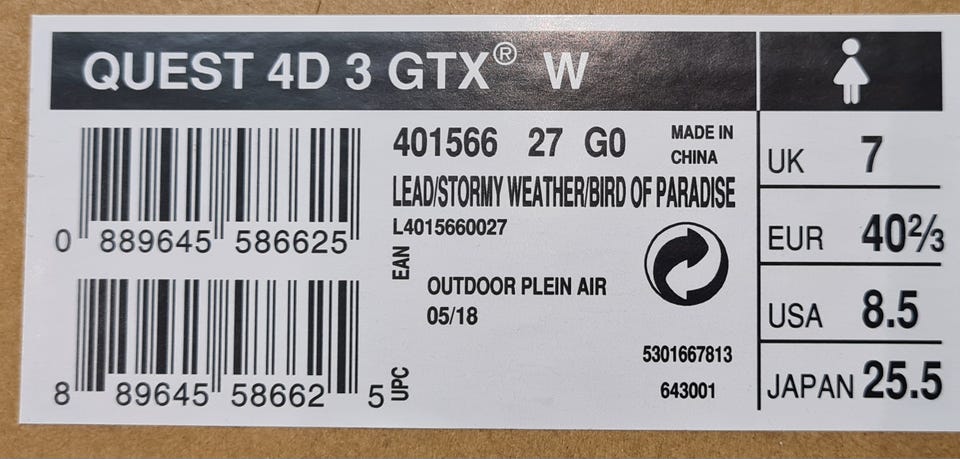 QUEST 4D 3 GTX® W
401566 27 G0
MADE IN
CHINA
LEAD/STORMY WEATHER/BIRD OF PARADISE
L4015660027
0 889645 586625
EAN
OUTDOOR PLEIN AIR
05/18
5301667813
643001
8 89645 58662 5
UPC
UK 7
EUR 40⅔
USA 8.5
JAPAN 25.5